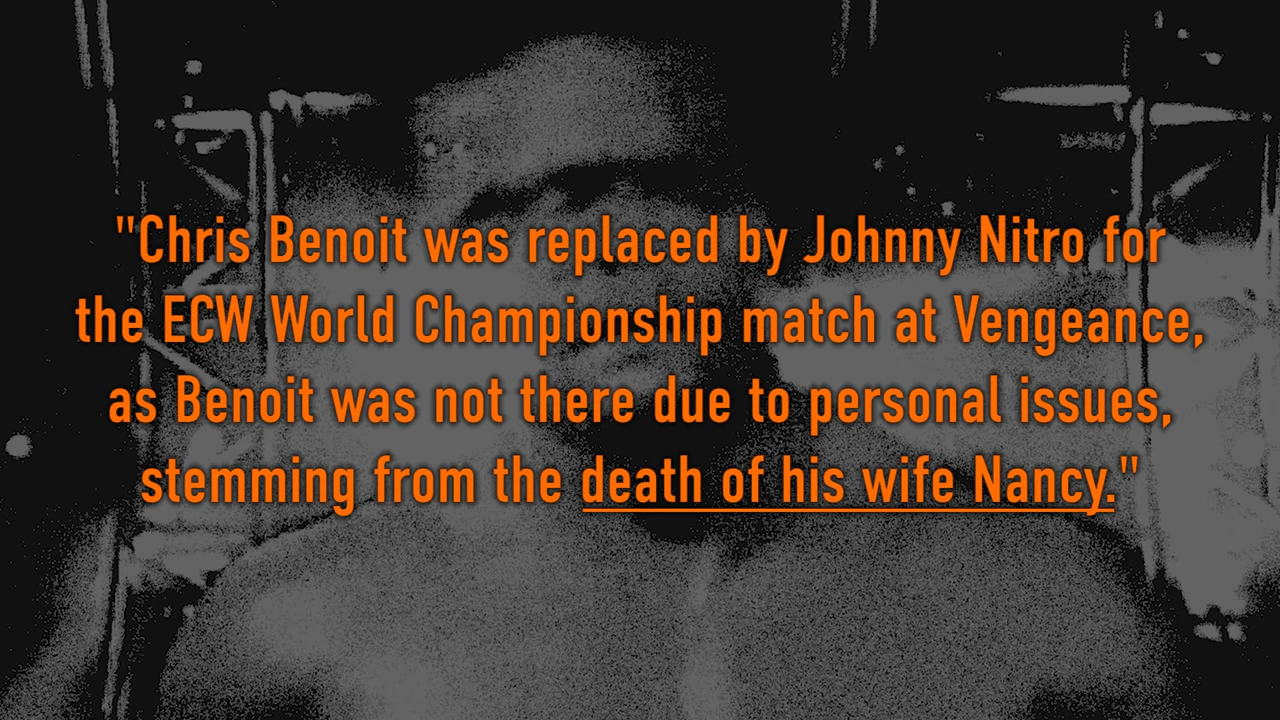 "Chris Benoit was replaced by Johnny Nitro for
the ECW World Championship match at Vengeance,
as Benoit was not there due to personal issues,
stemming from the death of his wife Nancy."